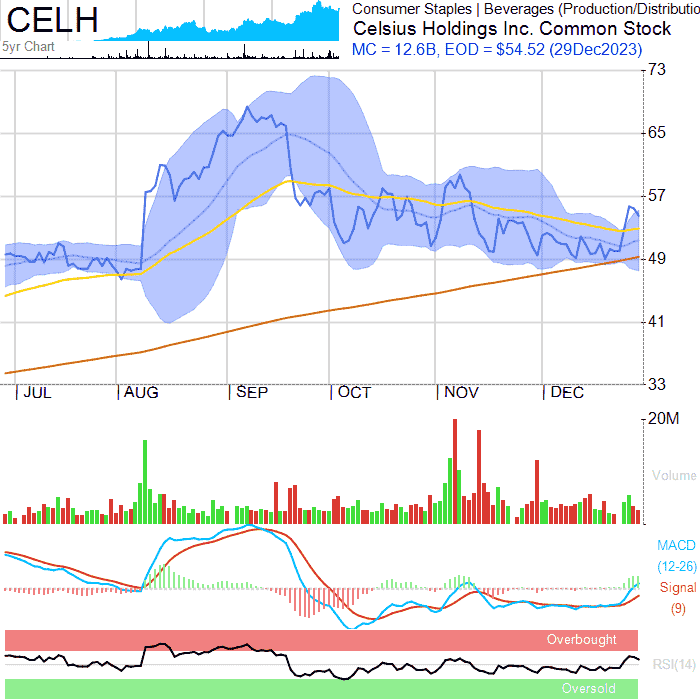 CELH
5yr Chart
Consumer Staples | Beverages (Production/Distributio
Celsius Holdings Inc. Common Stock
MC = 12.6B, EOD = $54.52 (29Dec2023)
73
65
57
49
41
33
JUL AUG SEP OCT NOV DEC
20M
Volume
MACD
(12-26)
Signal
(9)
Overbought
RSI(14)
Oversold